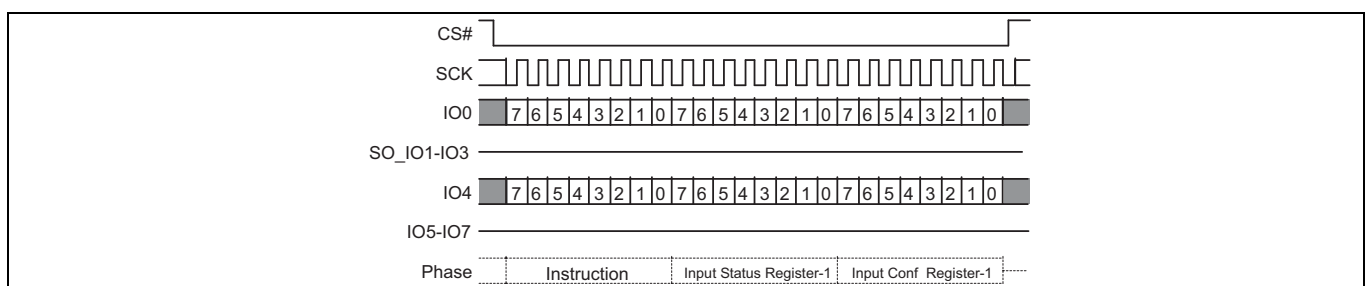 CS#
SCK
IO0 7 6 5 4 3 2 1 0 7 6 5 4 3 2 1 0 7 6 5 4 3 2 1 0
SO_IO1-IO3
IO4 7 6 5 4 3 2 1 0 7 6 5 4 3 2 1 0 7 6 5 4 3 2 1 0
IO5-IO7
Phase Instruction Input Status Register-1 Input Conf Register-1